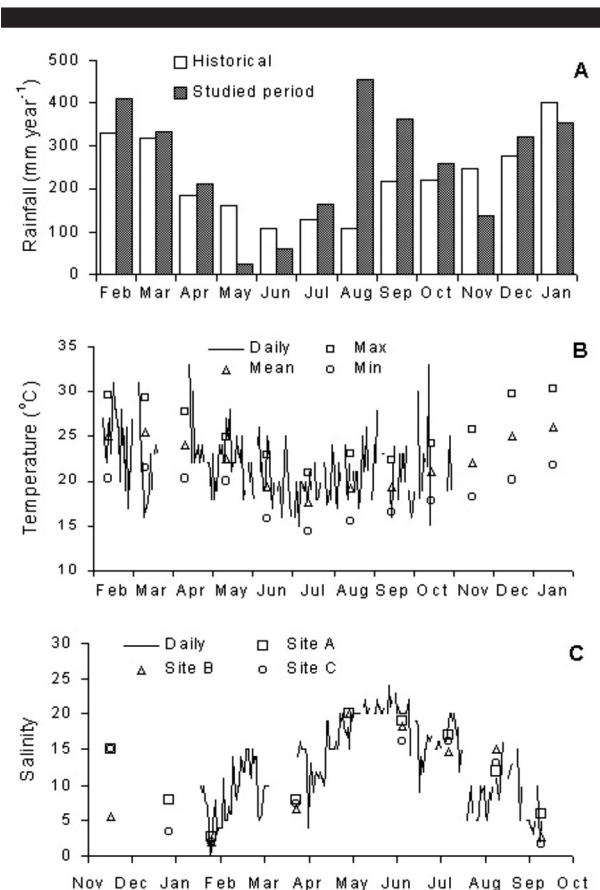 500 Historical A
400 Studied period
300
200
100
0
Rainfall (mm year⁻¹)
Feb Mar Apr May Jun Jul Aug Sep Oct Nov Dec Jan
35 Daily Max B
30 Mean Min
25
20
15
10
Temperature (°C)
Feb Mar Apr May Jun Jul Aug Sep Oct Nov Dec Jan
30 Daily Site A C
25 Site B Site C
20
15
10
5
0
Salinity
Nov Dec Jan Feb Mar Apr May Jun Jul Aug Sep Oct